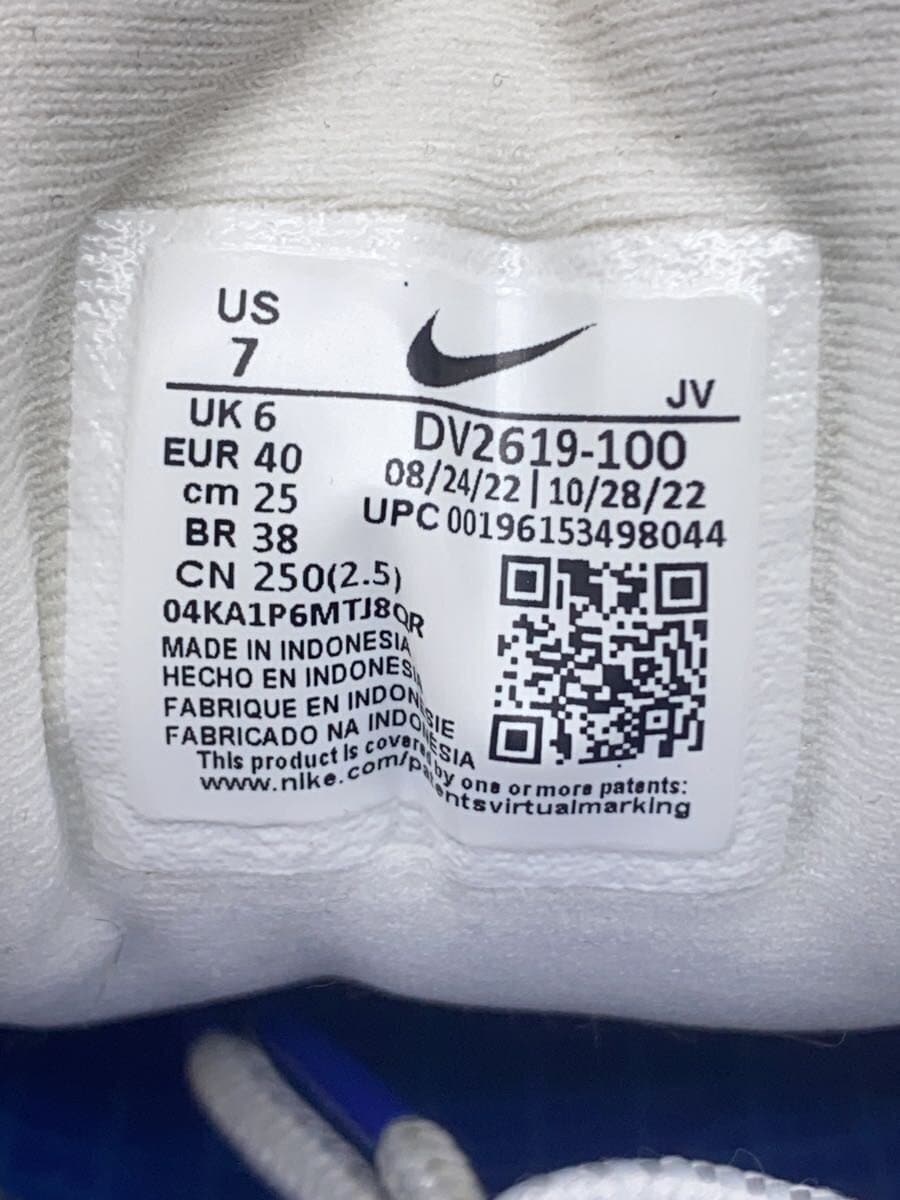 US
7
JV
UK 6
EUR 40
cm 25
BR 38
CN 250(2.5)
DV2619-100
08/24/22 | 10/28/22
UPC 00196153498044
04KA1P6MTJ8QR
MADE IN INDONESIA
HECHO EN INDONESIA
FABRIQUE EN INDONESIE
FABRICADO NA INDONESIA
This product is covered by one or more patents:
www.nike.com/patentsvirtualmarking